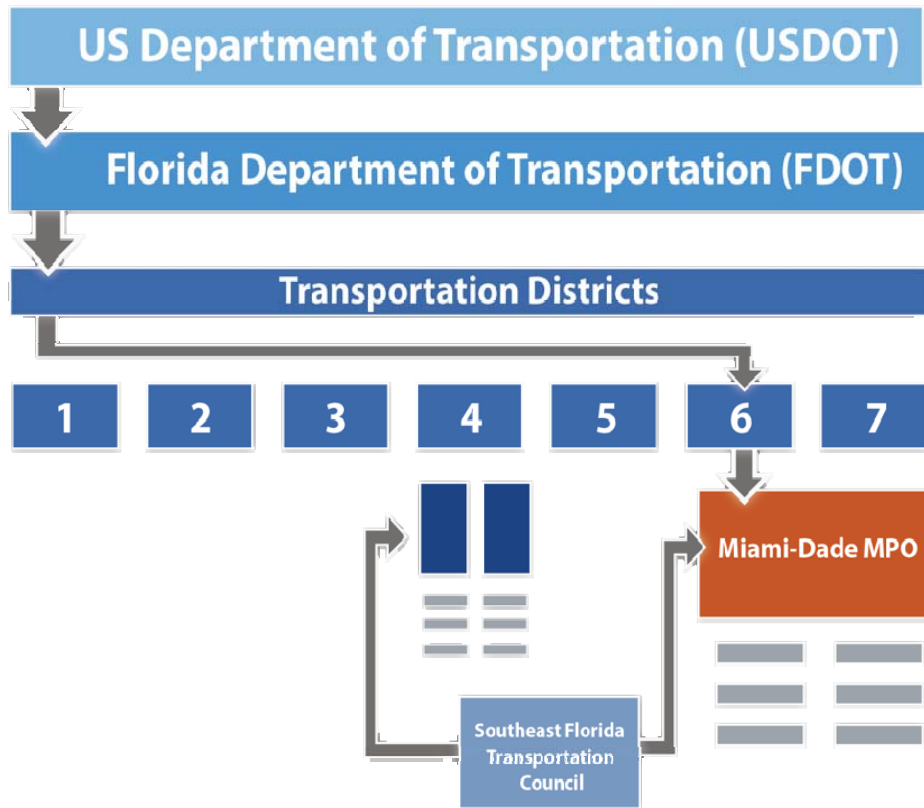 US Department of Transportation (USDOT)
Florida Department of Transportation (FDOT)
Transportation Districts
1 2 3 4 5 6 7
Miami-Dade MPO
Southeast Florida
Transportation
Council